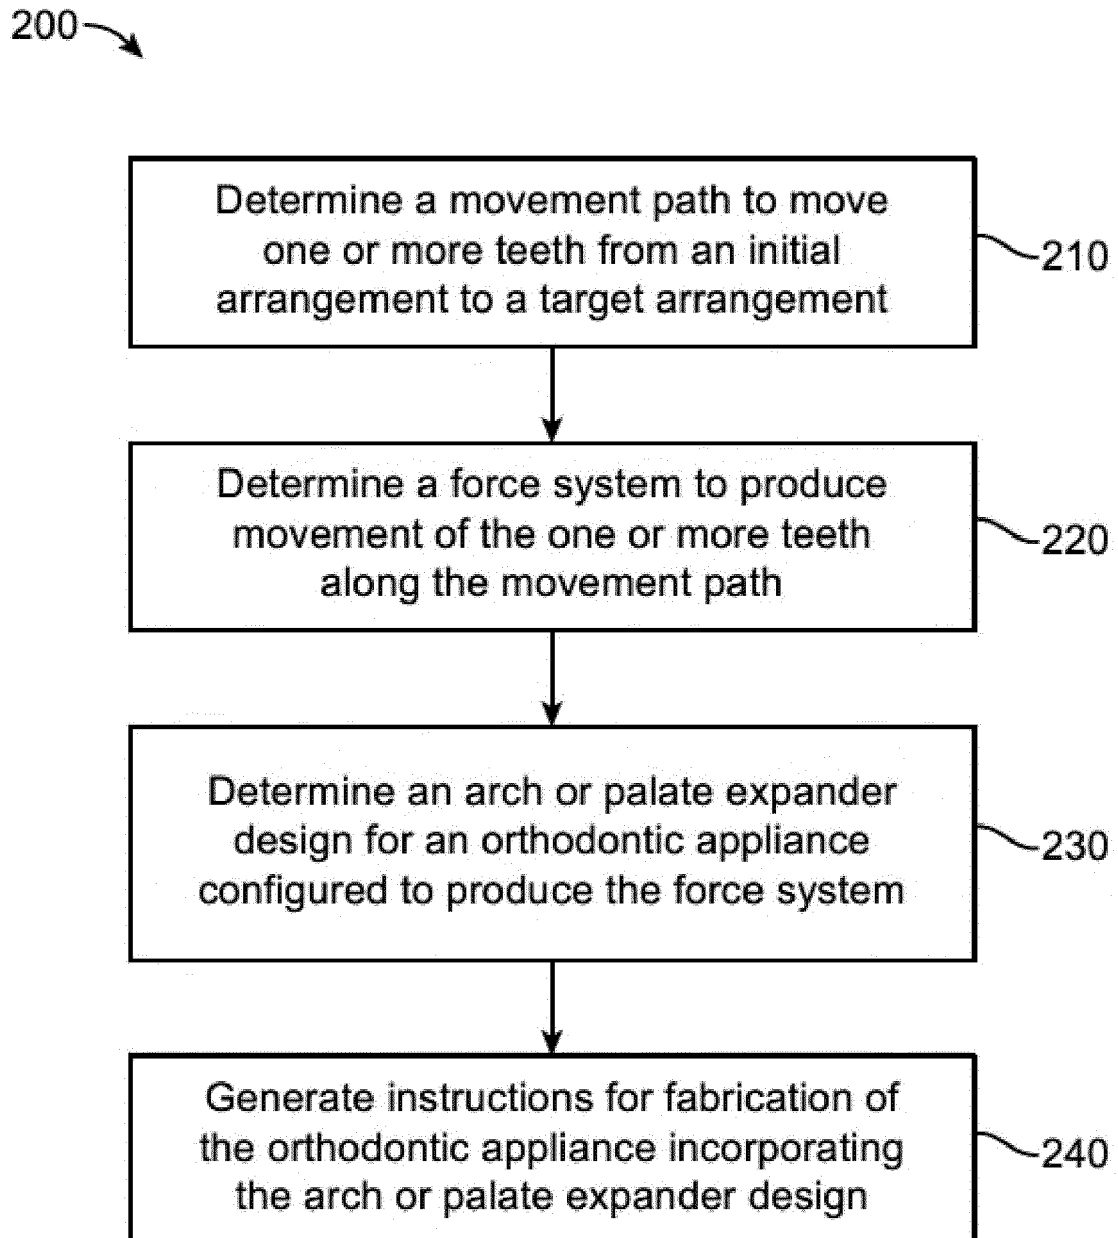 200
Determine a movement path to move
one or more teeth from an initial
arrangement to a target arrangement
210
Determine a force system to produce
movement of the one or more teeth
along the movement path
220
Determine an arch or palate expander
design for an orthodontic appliance
configured to produce the force system
230
Generate instructions for fabrication of
the orthodontic appliance incorporating
the arch or palate expander design
240